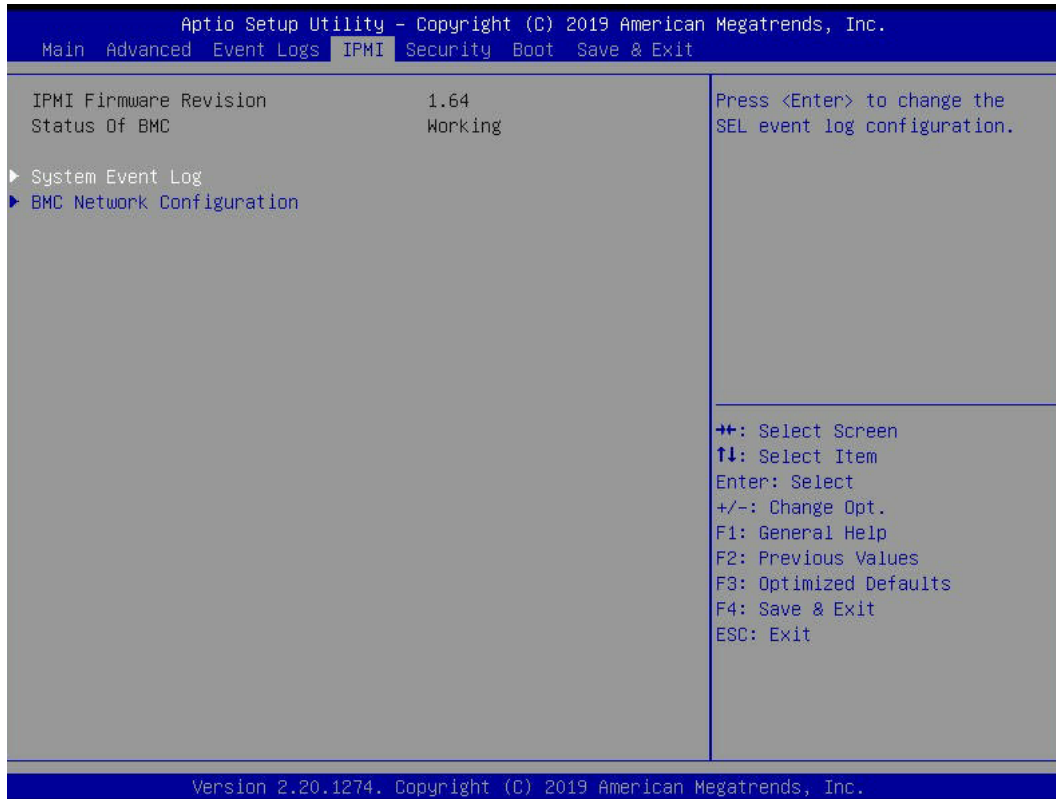 Aptio Setup Utility – Copyright (C) 2019 American Megatrends, Inc.
Main Advanced Event Logs IPMI Security Boot Save & Exit
IPMI Firmware Revision 1.64
Status Of BMC Working
▶ System Event Log
▶ BMC Network Configuration
Press <Enter> to change the
SEL event log configuration.
→←: Select Screen
↑↓: Select Item
Enter: Select
+/-: Change Opt.
F1: General Help
F2: Previous Values
F3: Optimized Defaults
F4: Save & Exit
ESC: Exit
Version 2.20.1274. Copyright (C) 2019 American Megatrends, Inc.